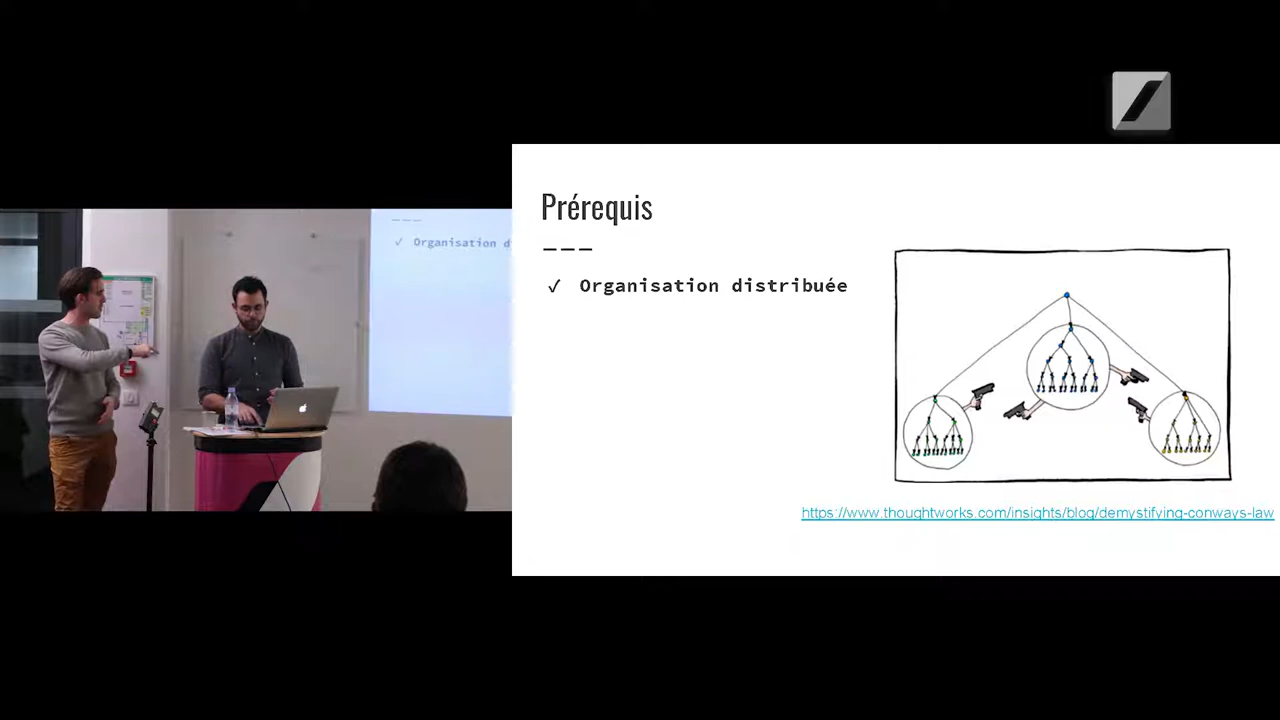 Prérequis
---
✓ Organisation distribuée
https://www.thoughtworks.com/insights/blog/demystifying-conways-law
---
✓ Organisation d